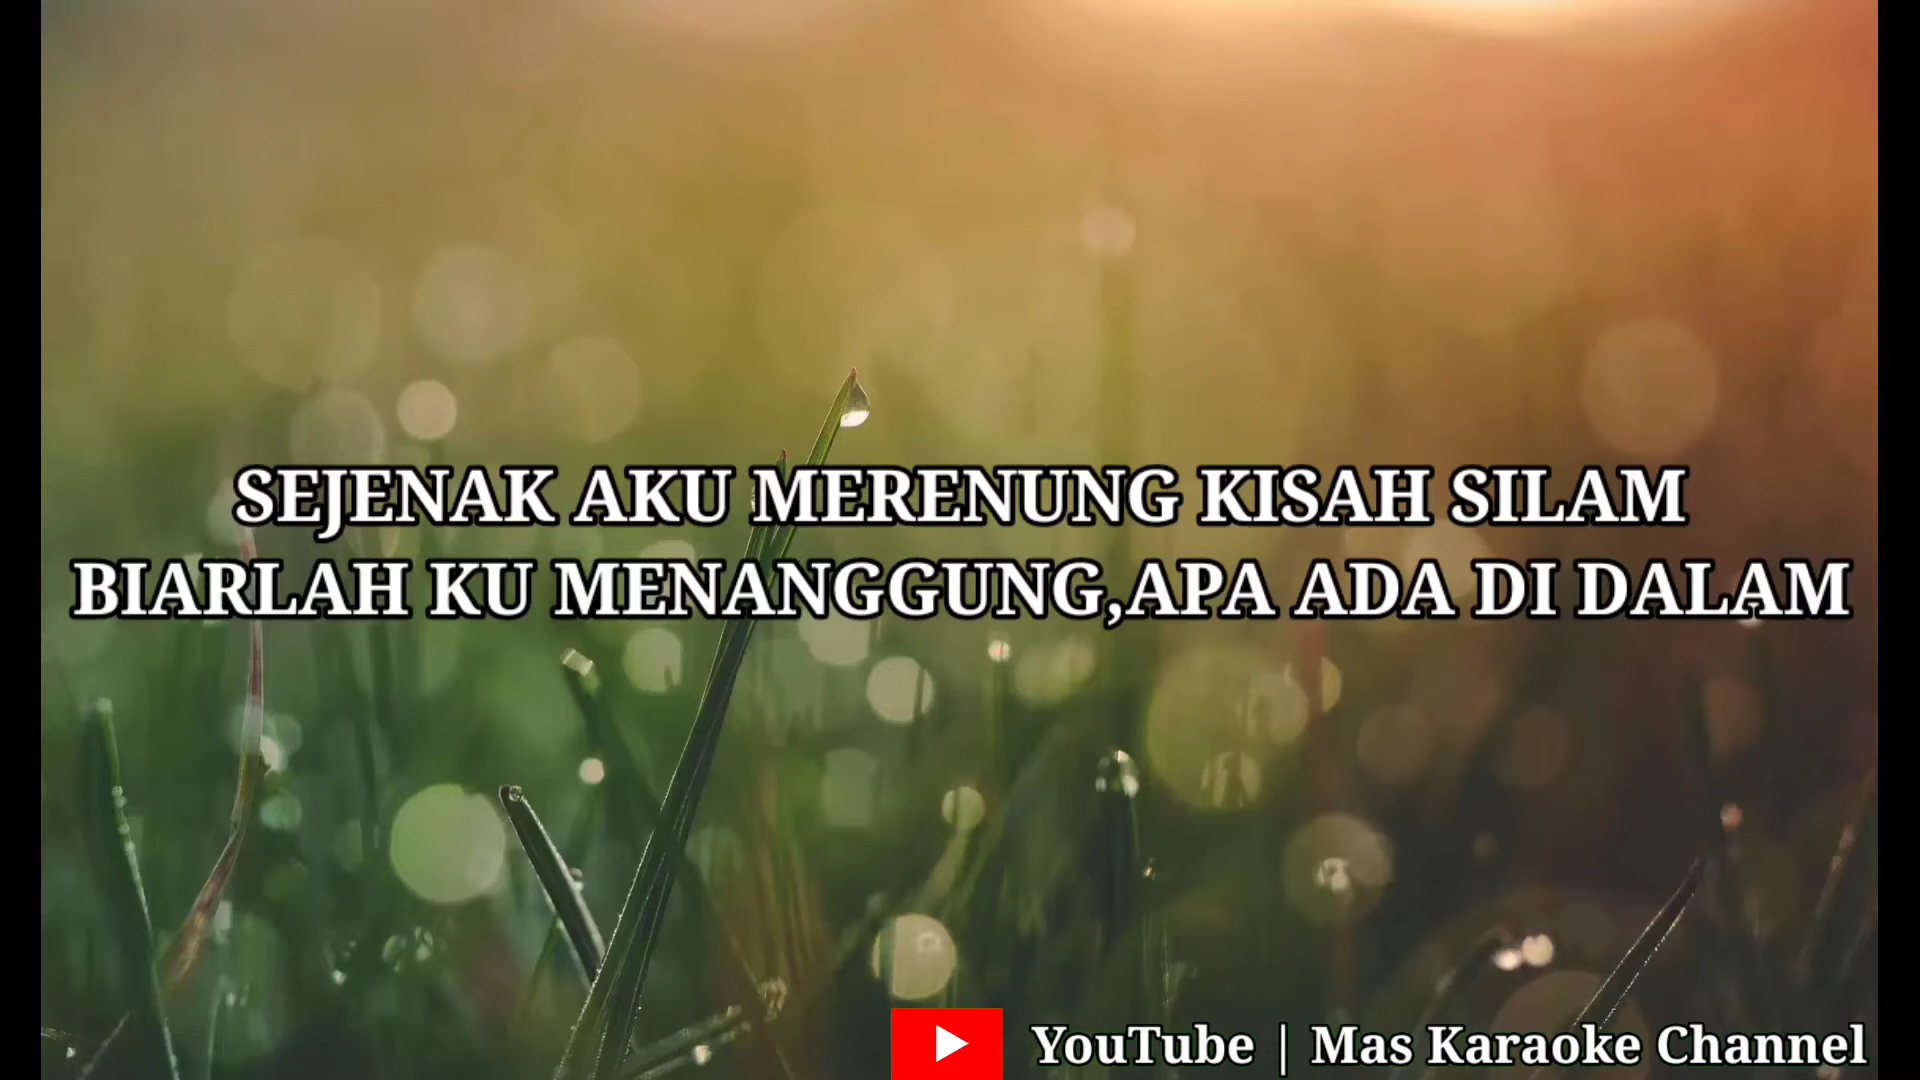 SEJENAK AKU MERENUNG KISAH SILAM
BIARLAH KU MENANGGUNG,APA ADA DI DALAM
YouTube | Mas Karaoke Channel